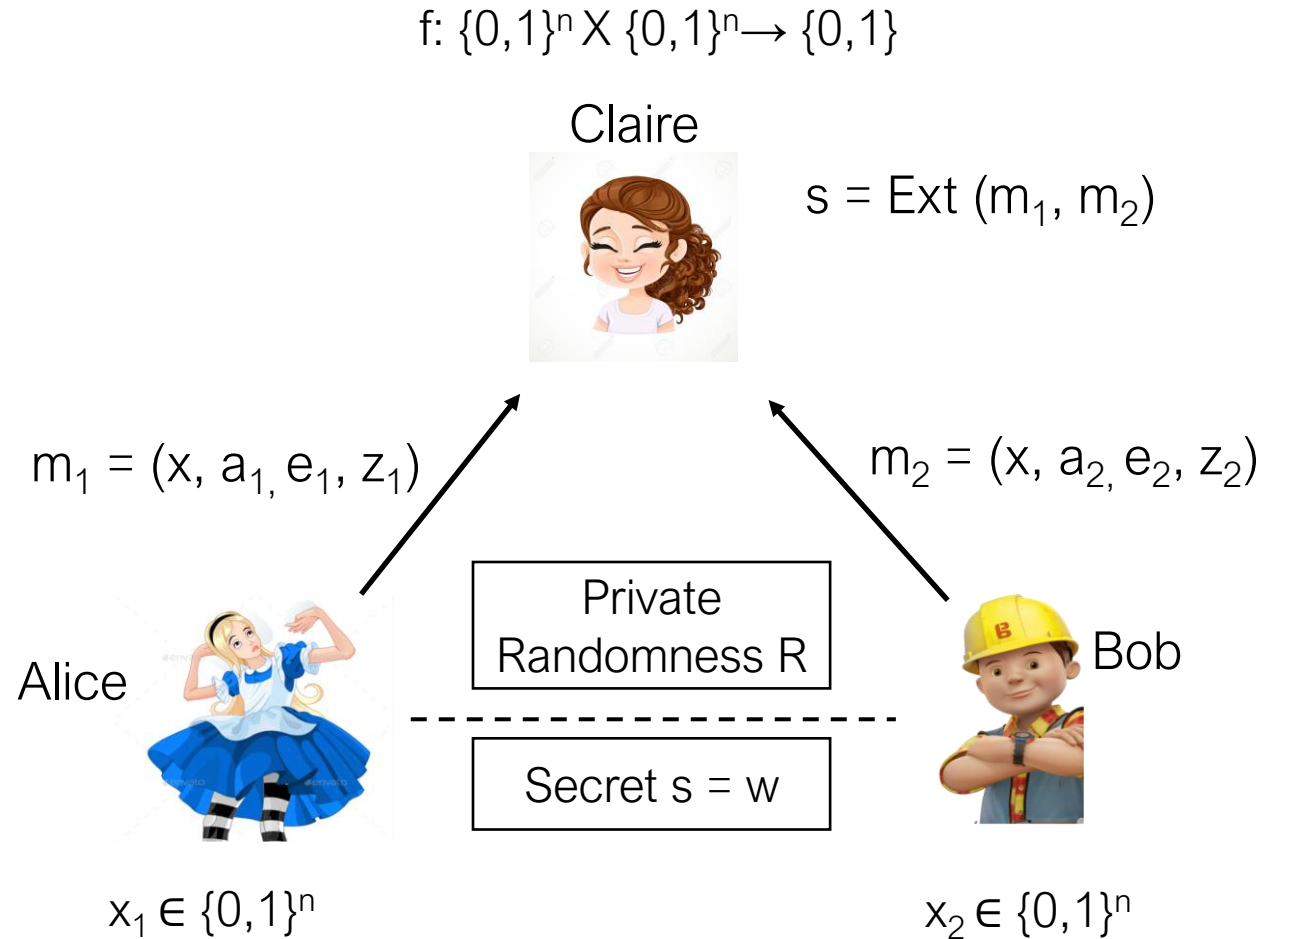 f: {0,1}ⁿ X {0,1}ⁿ→ {0,1}
Claire
s = Ext (m₁, m₂)
m₁ = (x, a₁, e₁, z₁)
m₂ = (x, a₂, e₂, z₂)
Private
Randomness R
Alice
Bob
Secret s = w
x₁ ∈ {0,1}ⁿ
x₂ ∈ {0,1}ⁿ